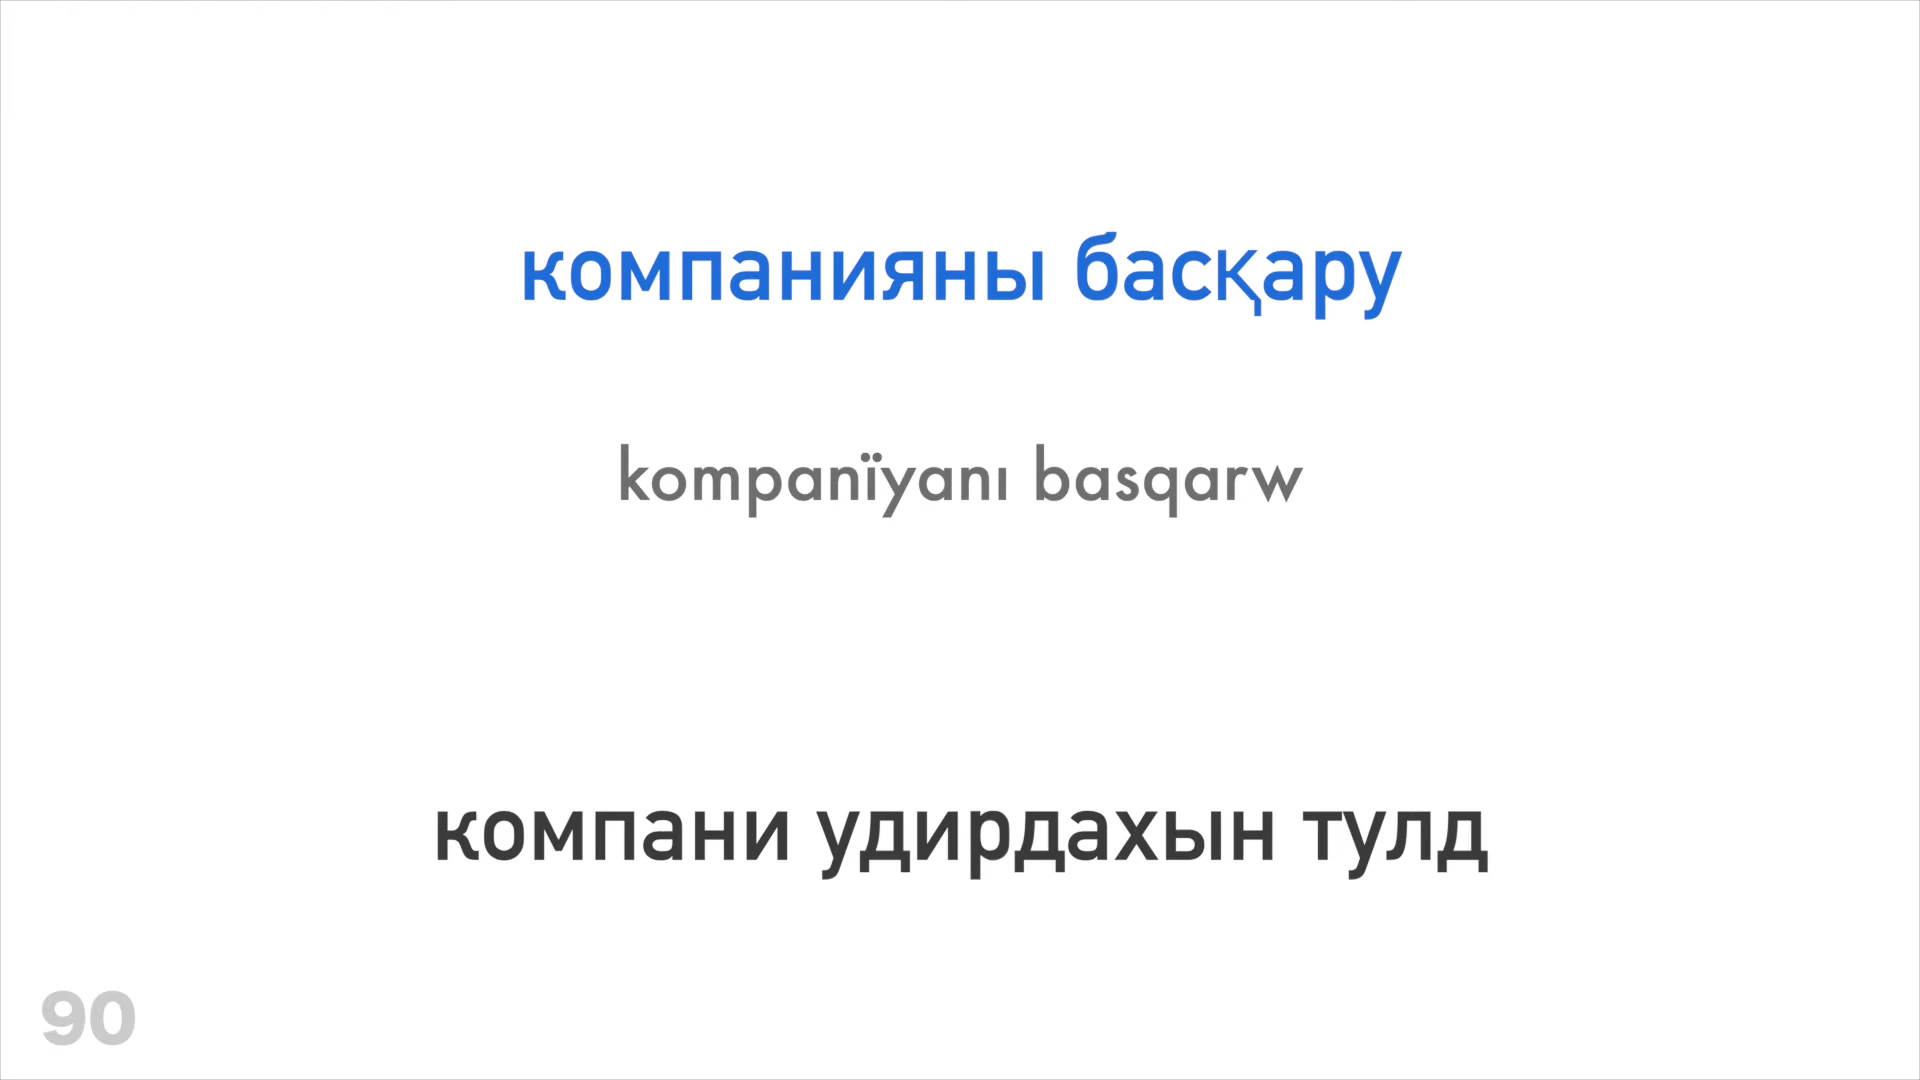 компанияны басқару
kompanïyanı basqarw
компани удирдахын тулд
90